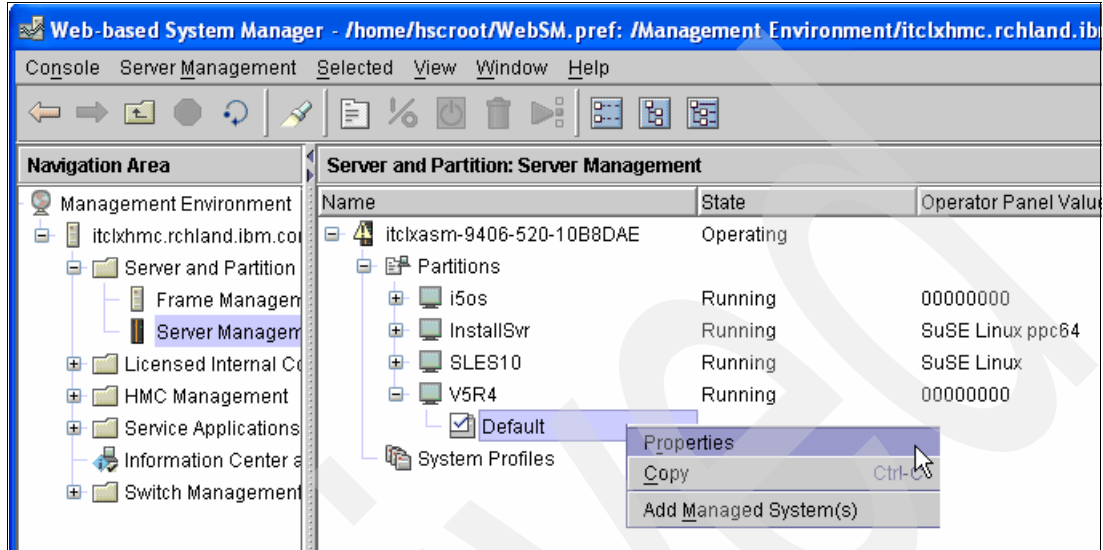 Web-based System Manager - /home/hscroot/WebSM.pref: /Management Environment/itclxhmc.rchland.ib
Console Server Management Selected View Window Help
Navigation Area
Server and Partition: Server Management
Management Environment
itclxhmc.rchland.ibm.co
Server and Partition
Frame Managem
Server Managem
Licensed Internal Co
HMC Management
Service Applications
Information Center a
Switch Management
Name State Operator Panel Value
itclxasm-9406-520-10B8DAE Operating
Partitions
i5os Running 00000000
InstallSvr Running SuSE Linux ppc64
SLES10 Running SuSE Linux
V5R4 Running 00000000
Default
System Profiles
Properties
Copy Ctrl-C
Add Managed System(s)